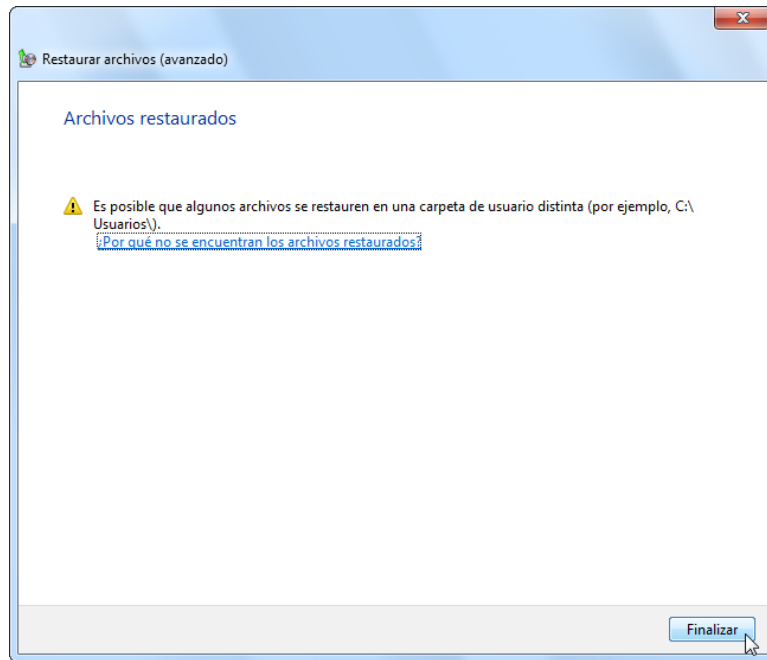 Restaurar archivos (avanzado)
Archivos restaurados
Es posible que algunos archivos se restauren en una carpeta de usuario distinta (por ejemplo, C:\
Usuarios\).
¿Por qué no se encuentran los archivos restaurados?
Finalizar